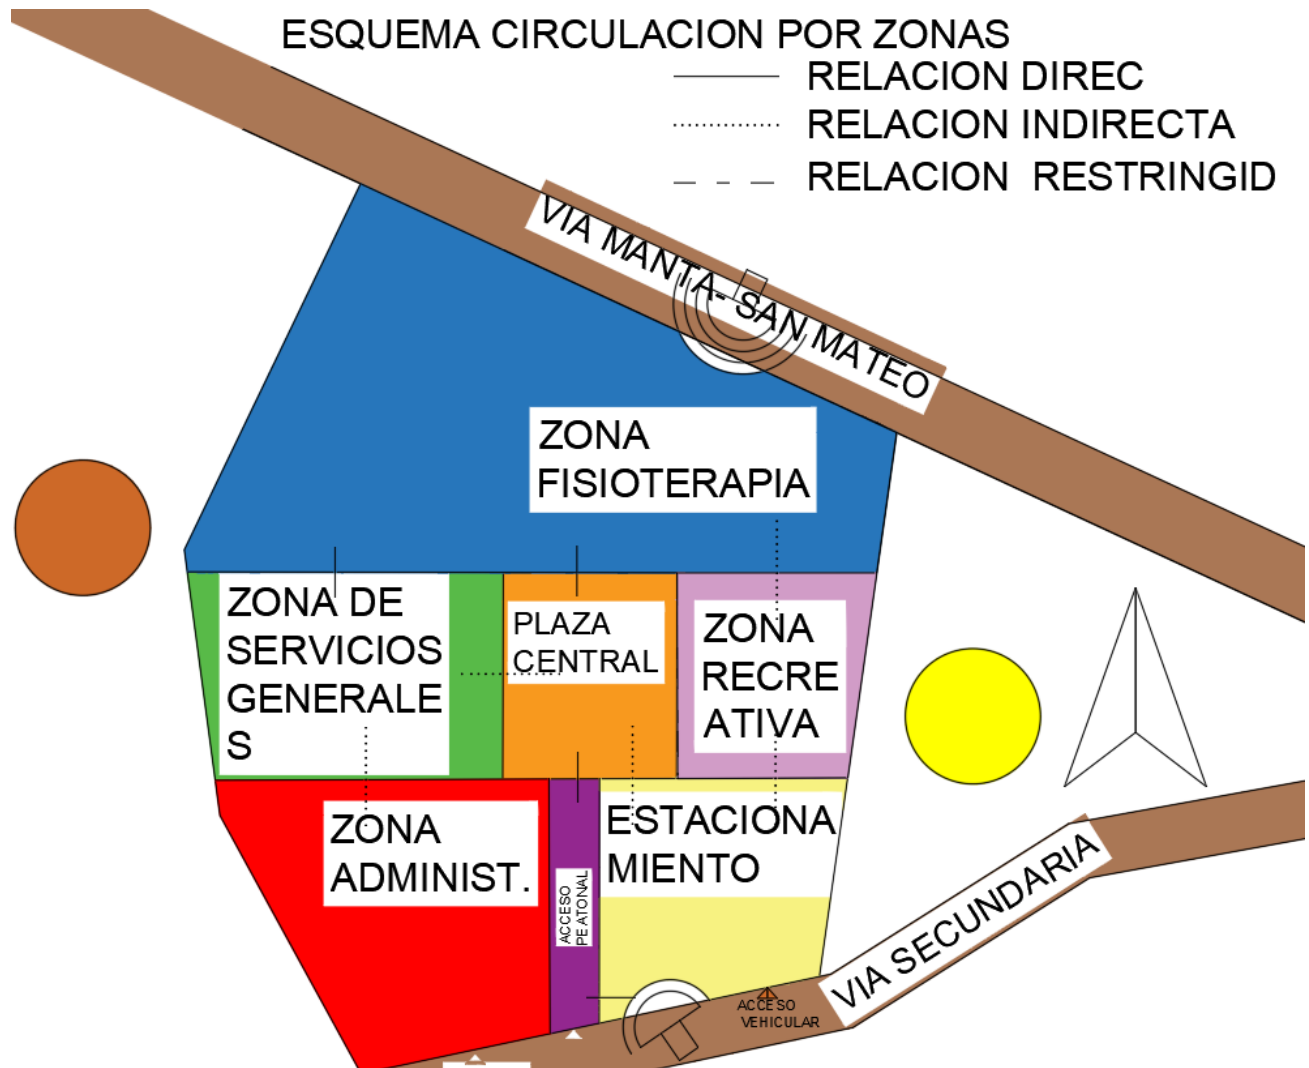 ESQUEMA CIRCULACION POR ZONAS
RELACION DIREC
RELACION INDIRECTA
RELACION RESTRINGID
VIA MANTA- SAN MATEO
ZONA
FISIOTERAPIA
ZONA DE
SERVICIOS
GENERALE
S
PLAZA
CENTRAL
ZONA
RECRE
ATIVA
ZONA
ADMINIST.
ACCESO
PEATONAL
ESTACIONA
MIENTO
VIA SECUNDARIA
ACCESO
VEHICULAR